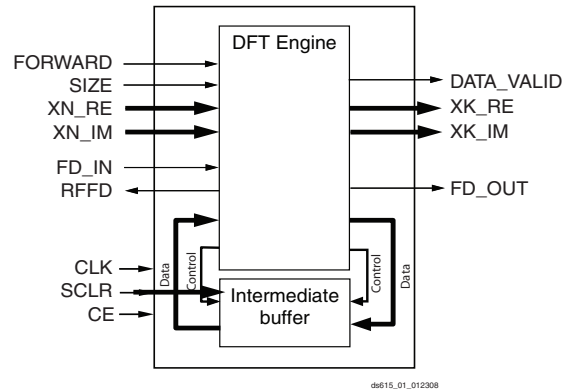 DFT Engine
FORWARD
SIZE
XN_RE
XN_IM
FD_IN
RFFD
DATA_VALID
XK_RE
XK_IM
FD_OUT
CLK
SCLR
CE
Data
Control
Intermediate
buffer
Control
Data
ds615_01_012308